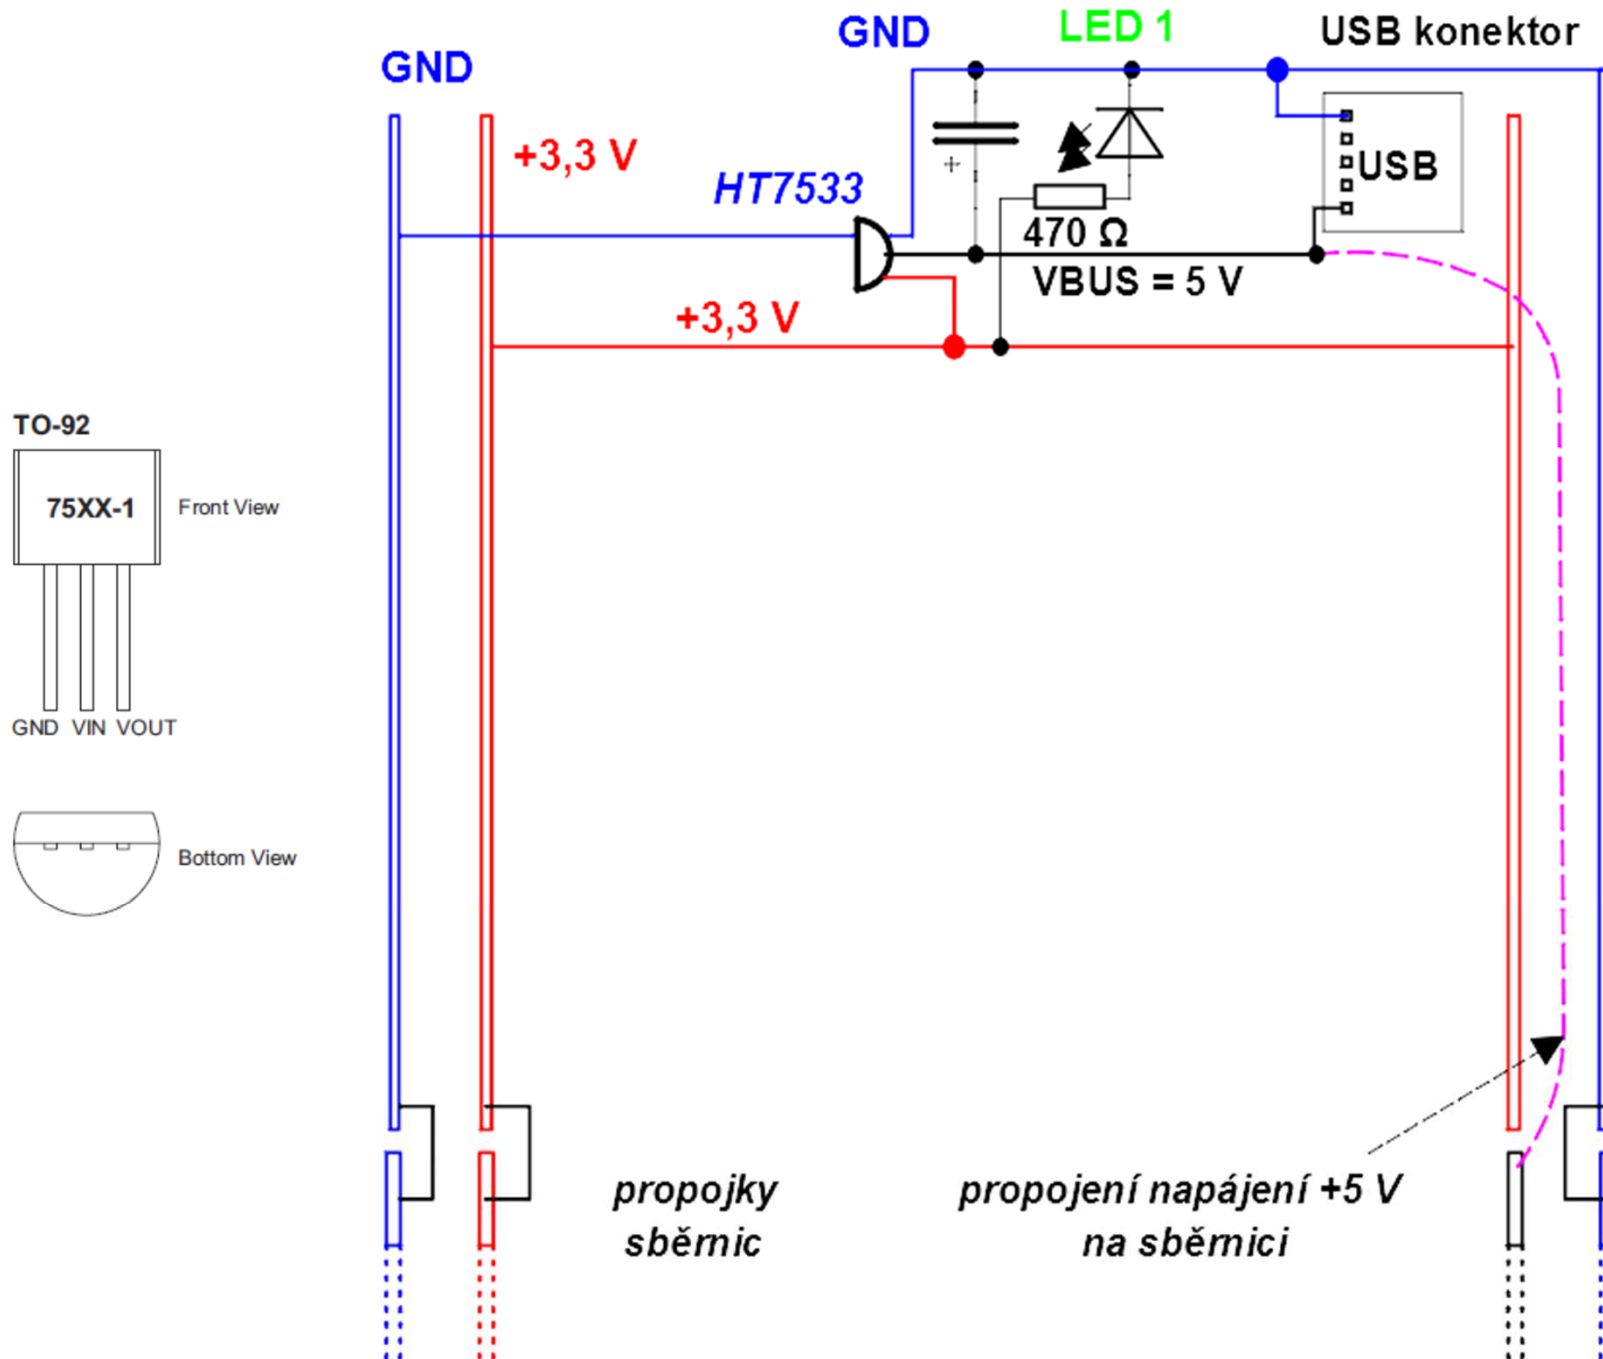 GND
GND
LED 1
USB konektor
+3,3 V
HT7533
USB
470 Ω
VBUS = 5 V
+3,3 V
TO-92
75XX-1
Front View
GND VIN VOUT
Bottom View
propojky
sběrnic
propojení napájení +5 V
na sběrnici